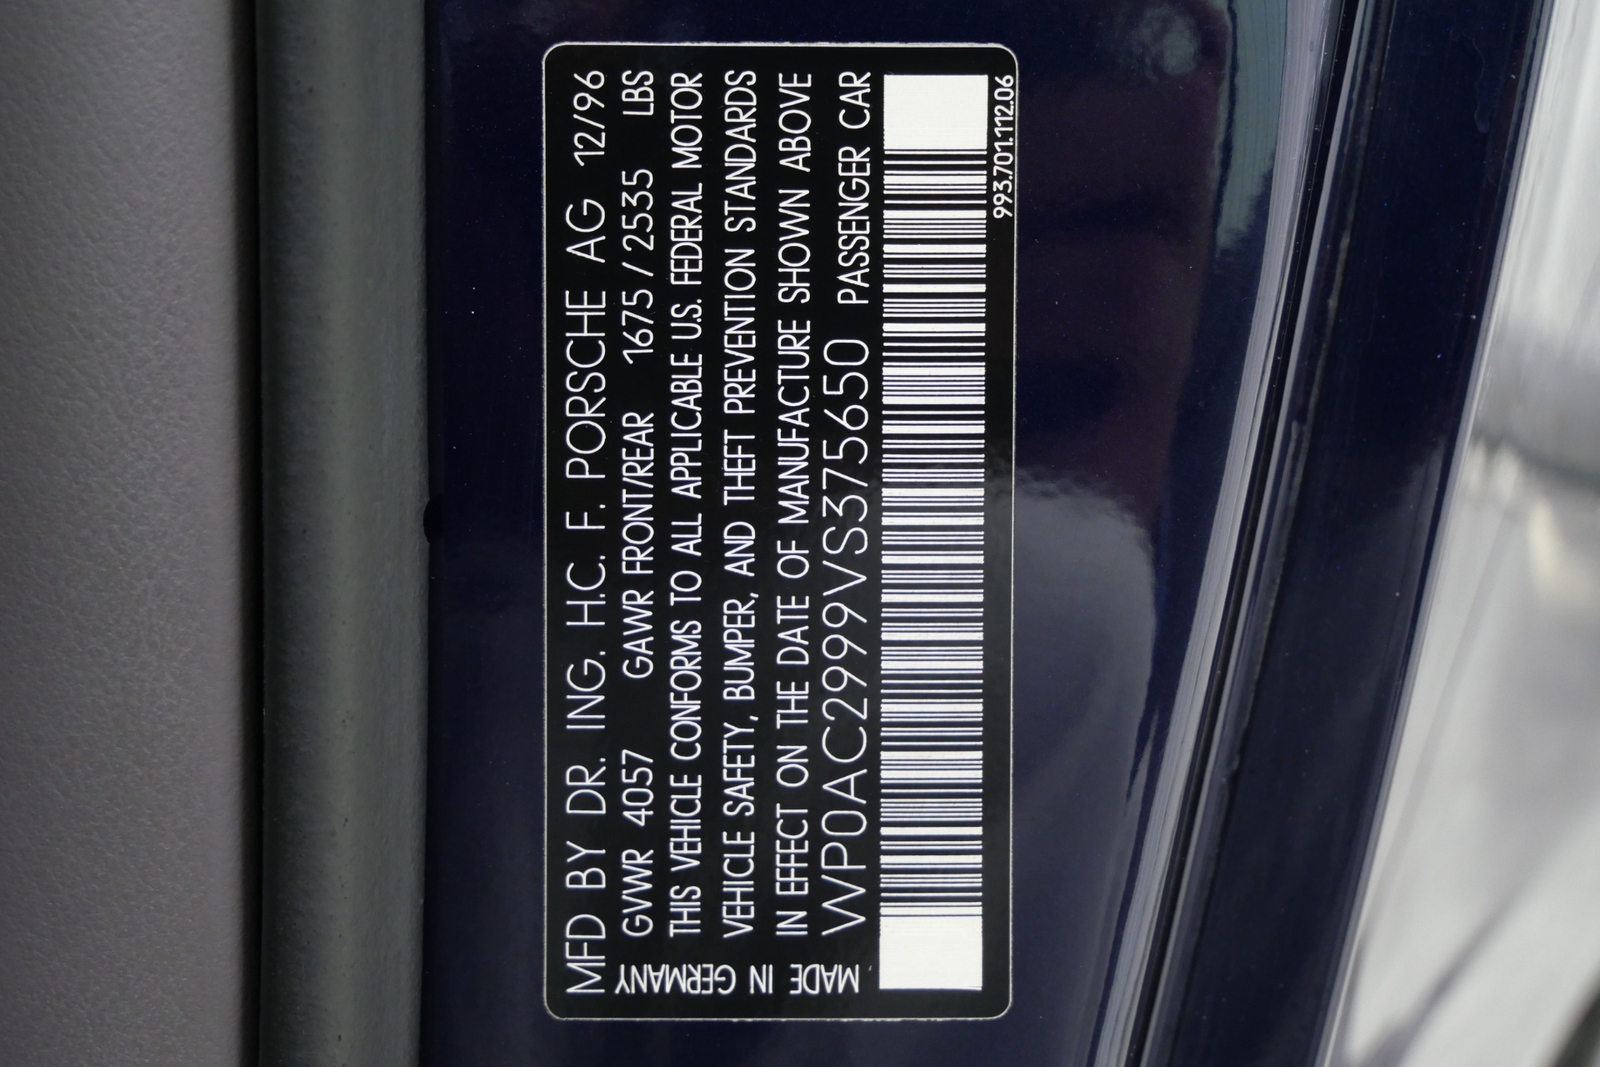 MFD BY DR. ING. H.C. F. PORSCHE AG 12/96
GVWR 4057 GAWR FRONT/REAR 1675 / 2535 LBS
THIS VEHICLE CONFORMS TO ALL APPLICABLE U.S. FEDERAL MOTOR
VEHICLE SAFETY, BUMPER, AND THEFT PREVENTION STANDARDS
IN EFFECT ON THE DATE OF MANUFACTURE SHOWN ABOVE
WP0AC2999VS375650 PASSENGER CAR
MADE IN GERMANY
993.701.112.06